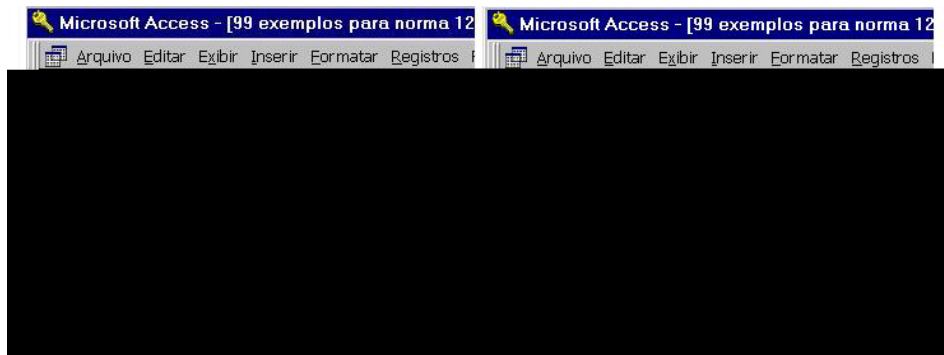 Microsoft Access - [99 exemplos para norma 12
Arquivo Editar Exibir Inserir Formatar Registros
Microsoft Access - [99 exemplos para norma 12
Arquivo Editar Exibir Inserir Formatar Registros